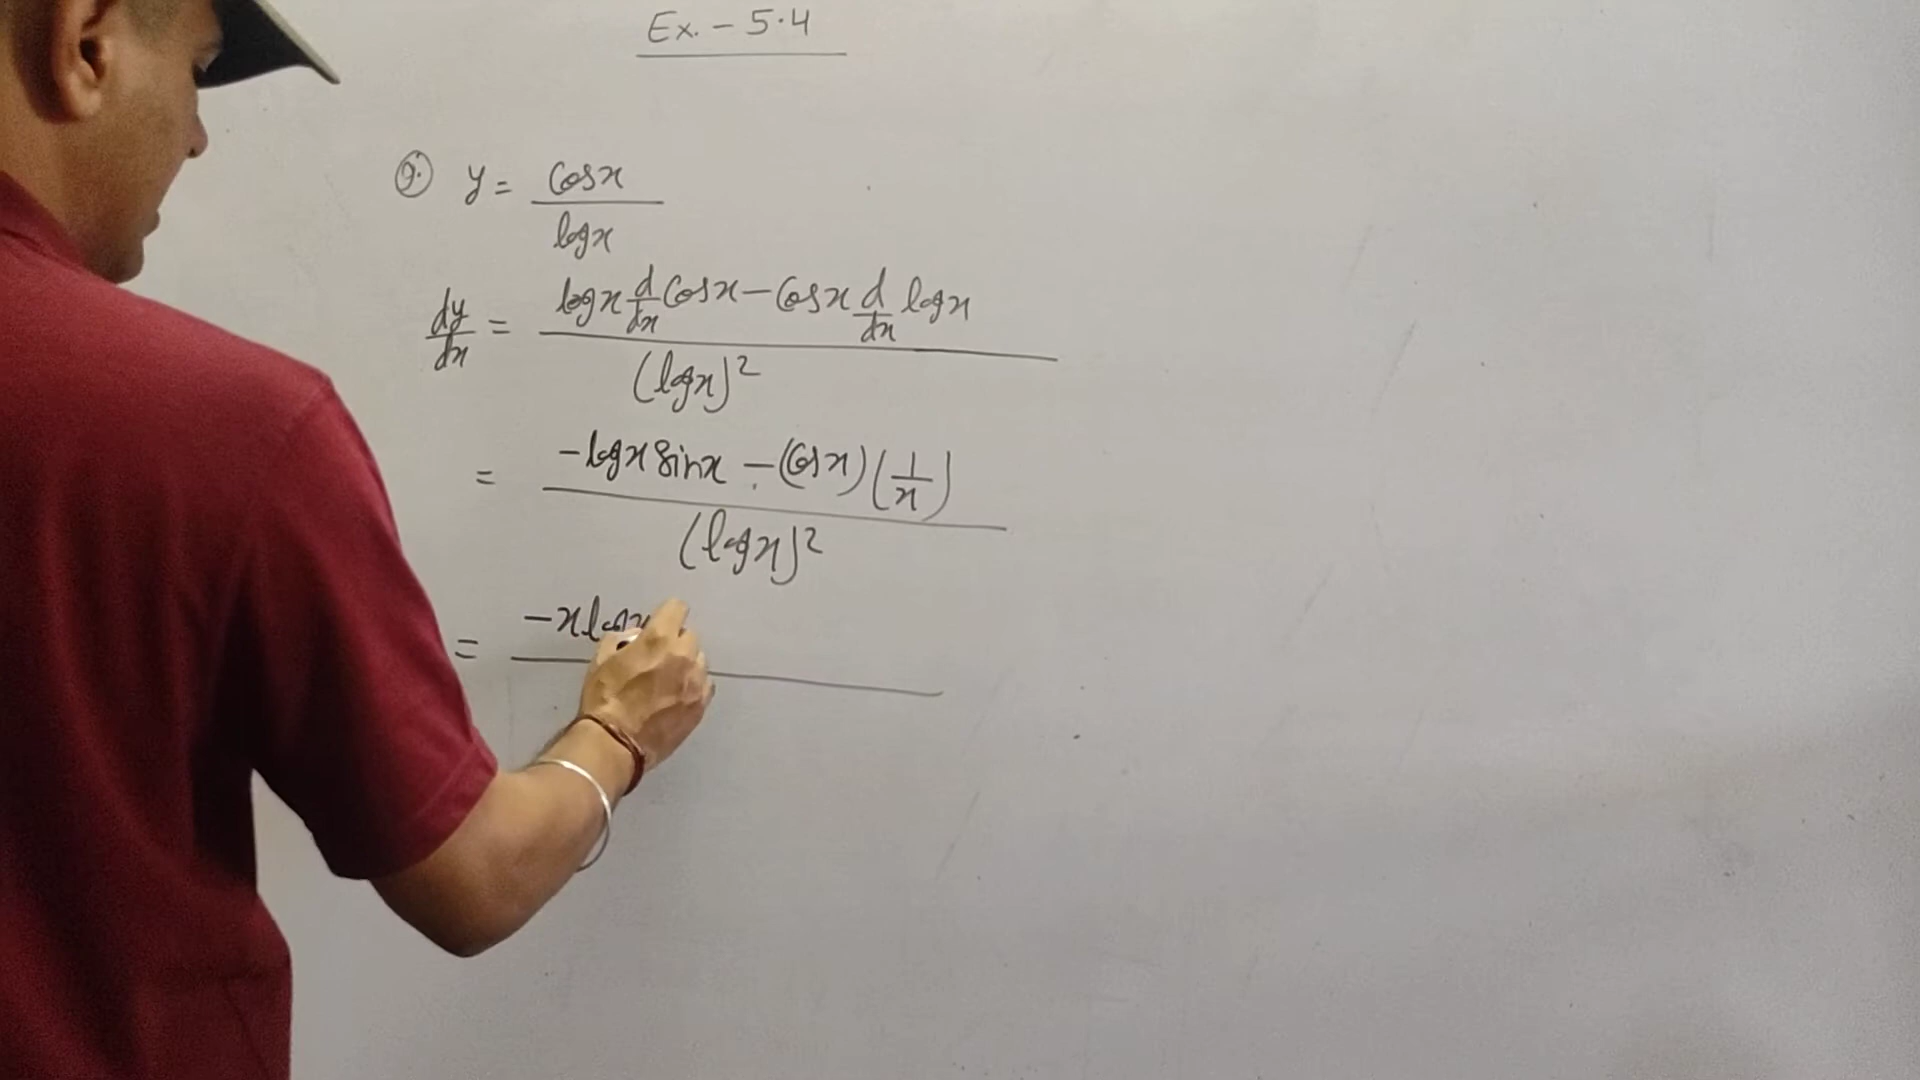 Ex. - 5.4
9. y = cosx / logx
dy/dx = logx d/dx cosx - cosx d/dx logx / (logx)²
= -logx sinx - (cosx)(1/x) / (logx)²
= -x logx